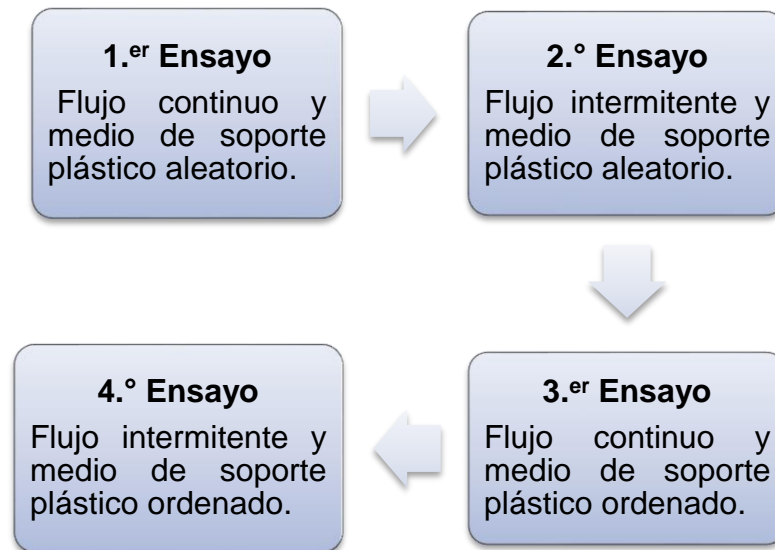 1.er Ensayo
Flujo continuo y
medio de soporte
plástico aleatorio.
2.° Ensayo
Flujo intermitente y
medio de soporte
plástico aleatorio.
3.er Ensayo
Flujo continuo y
medio de soporte
plástico ordenado.
4.° Ensayo
Flujo intermitente y
medio de soporte
plástico ordenado.